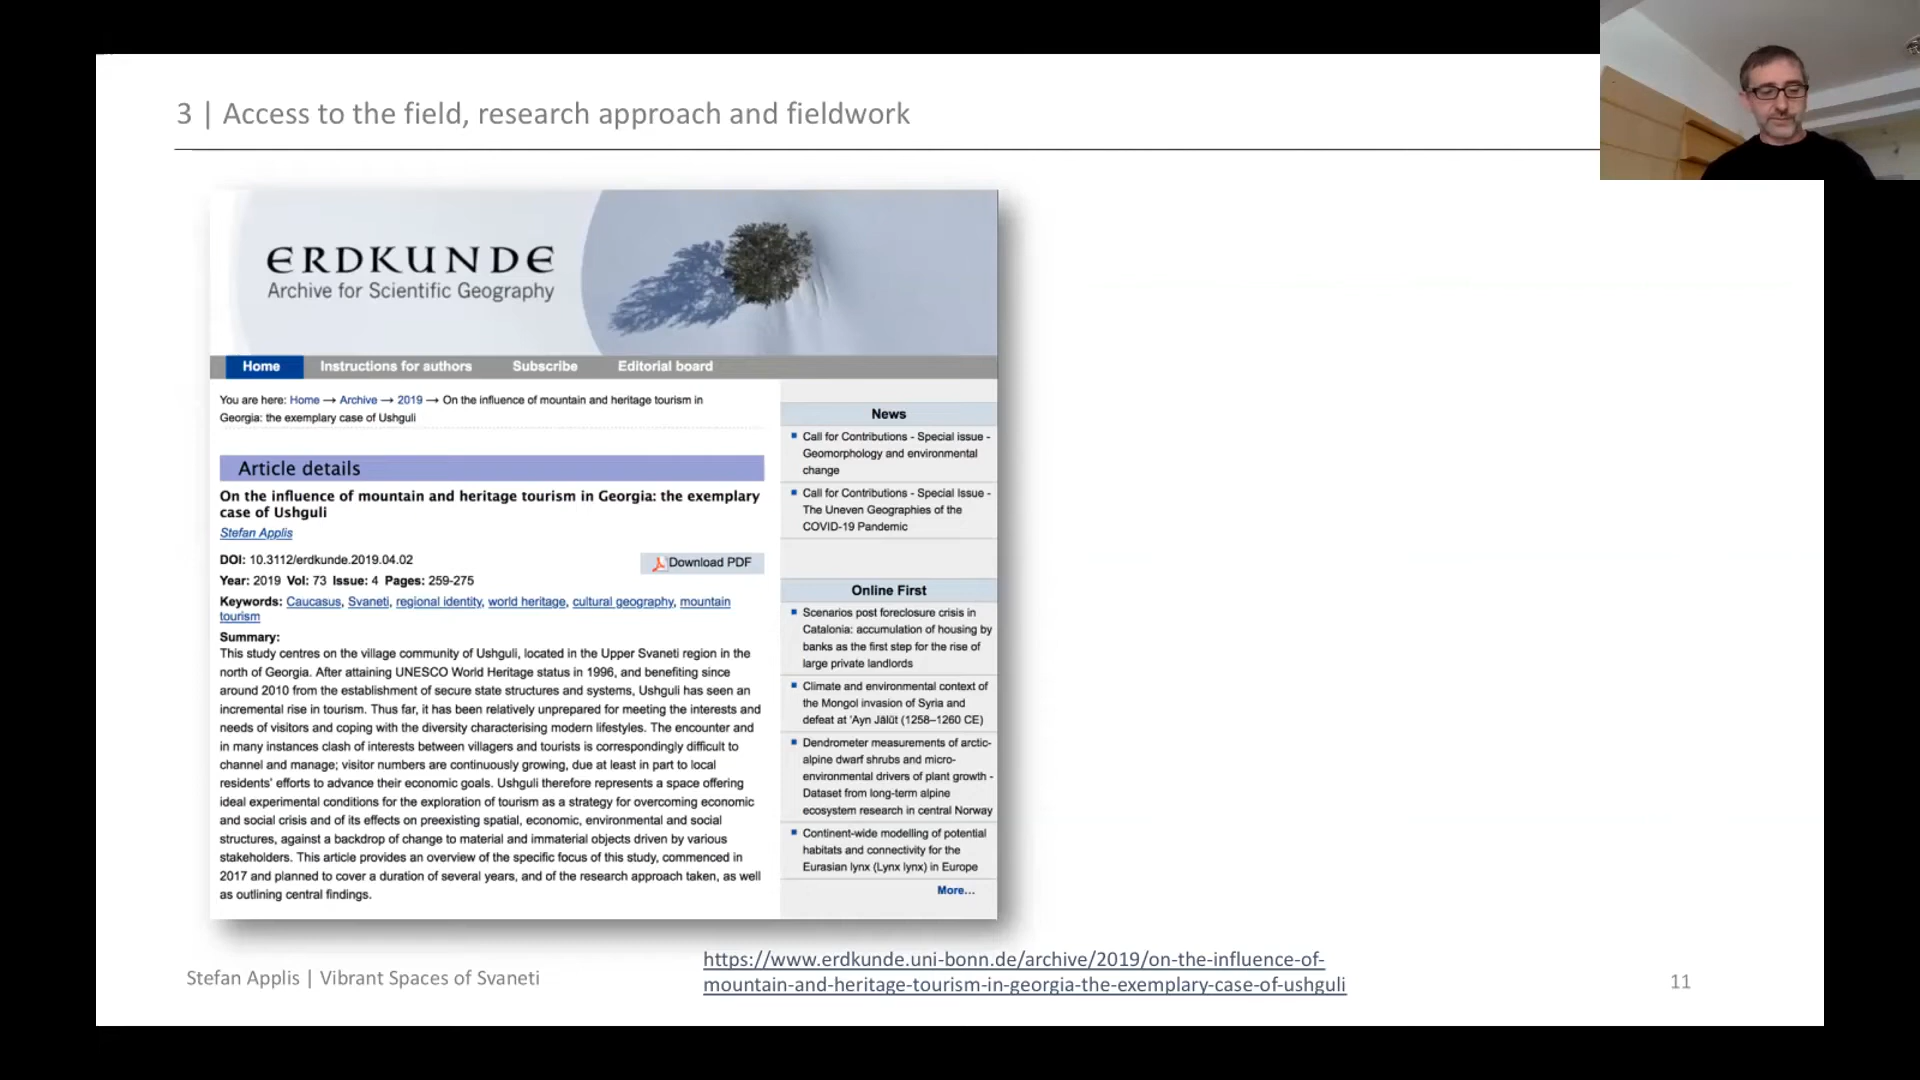 3 | Access to the field, research approach and fieldwork
ERDKUNDE
Archive for Scientific Geography
Home Instructions for authors Subscribe Editorial board
You are here: Home → Archive → 2019 → On the influence of mountain and heritage tourism in
Georgia: the exemplary case of Ushguli
Article details
On the influence of mountain and heritage tourism in Georgia: the exemplary
case of Ushguli
Stefan Applis
DOI: 10.3112/erdkunde.2019.04.02
Download PDF
Year: 2019 Vol: 73 Issue: 4 Pages: 259-275
Keywords: Caucasus, Svaneti, regional identity, world heritage, cultural geography, mountain
tourism
Summary:
This study centres on the village community of Ushguli, located in the Upper Svaneti region in the
north of Georgia. After attaining UNESCO World Heritage status in 1996, and benefiting since
around 2010 from the establishment of secure state structures and systems, Ushguli has seen an
incremental rise in tourism. Thus far, it has been relatively unprepared for meeting the interests and
needs of visitors and coping with the diversity characterising modern lifestyles. The encounter and
in many instances clash of interests between villagers and tourists is correspondingly difficult to
channel and manage; visitor numbers are continuously growing, due at least in part to local
residents' efforts to advance their economic goals. Ushguli therefore represents a space offering
ideal experimental conditions for the exploration of tourism as a strategy for overcoming economic
and social crisis and of its effects on preexisting spatial, economic, environmental and social
structures, against a backdrop of change to material and immaterial objects driven by various
stakeholders. This article provides an overview of the specific focus of this study, commenced in
2017 and planned to cover a duration of several years, and of the research approach taken, as well
as outlining central findings.
News
Call for Contributions - Special issue -
Geomorphology and environmental
change
Call for Contributions - Special Issue -
The Uneven Geographies of the
COVID-19 Pandemic
Online First
Scenarios post foreclosure crisis in
Catalonia: accumulation of housing by
banks as the first step for the rise of
large private landlords
Climate and environmental context of
the Mongol invasion of Syria and
defeat at 'Ayn Jālūt (1258–1260 CE)
Dendrometer measurements of arctic-
alpine dwarf shrubs and micro-
environmental drivers of plant growth -
Dataset from long-term alpine
ecosystem research in central Norway
Continent-wide modelling of potential
habitats and connectivity for the
Eurasian lynx (Lynx lynx) in Europe
More...
https://www.erdkunde.uni-bonn.de/archive/2019/on-the-influence-of-
mountain-and-heritage-tourism-in-georgia-the-exemplary-case-of-ushguli
Stefan Applis | Vibrant Spaces of Svaneti
11